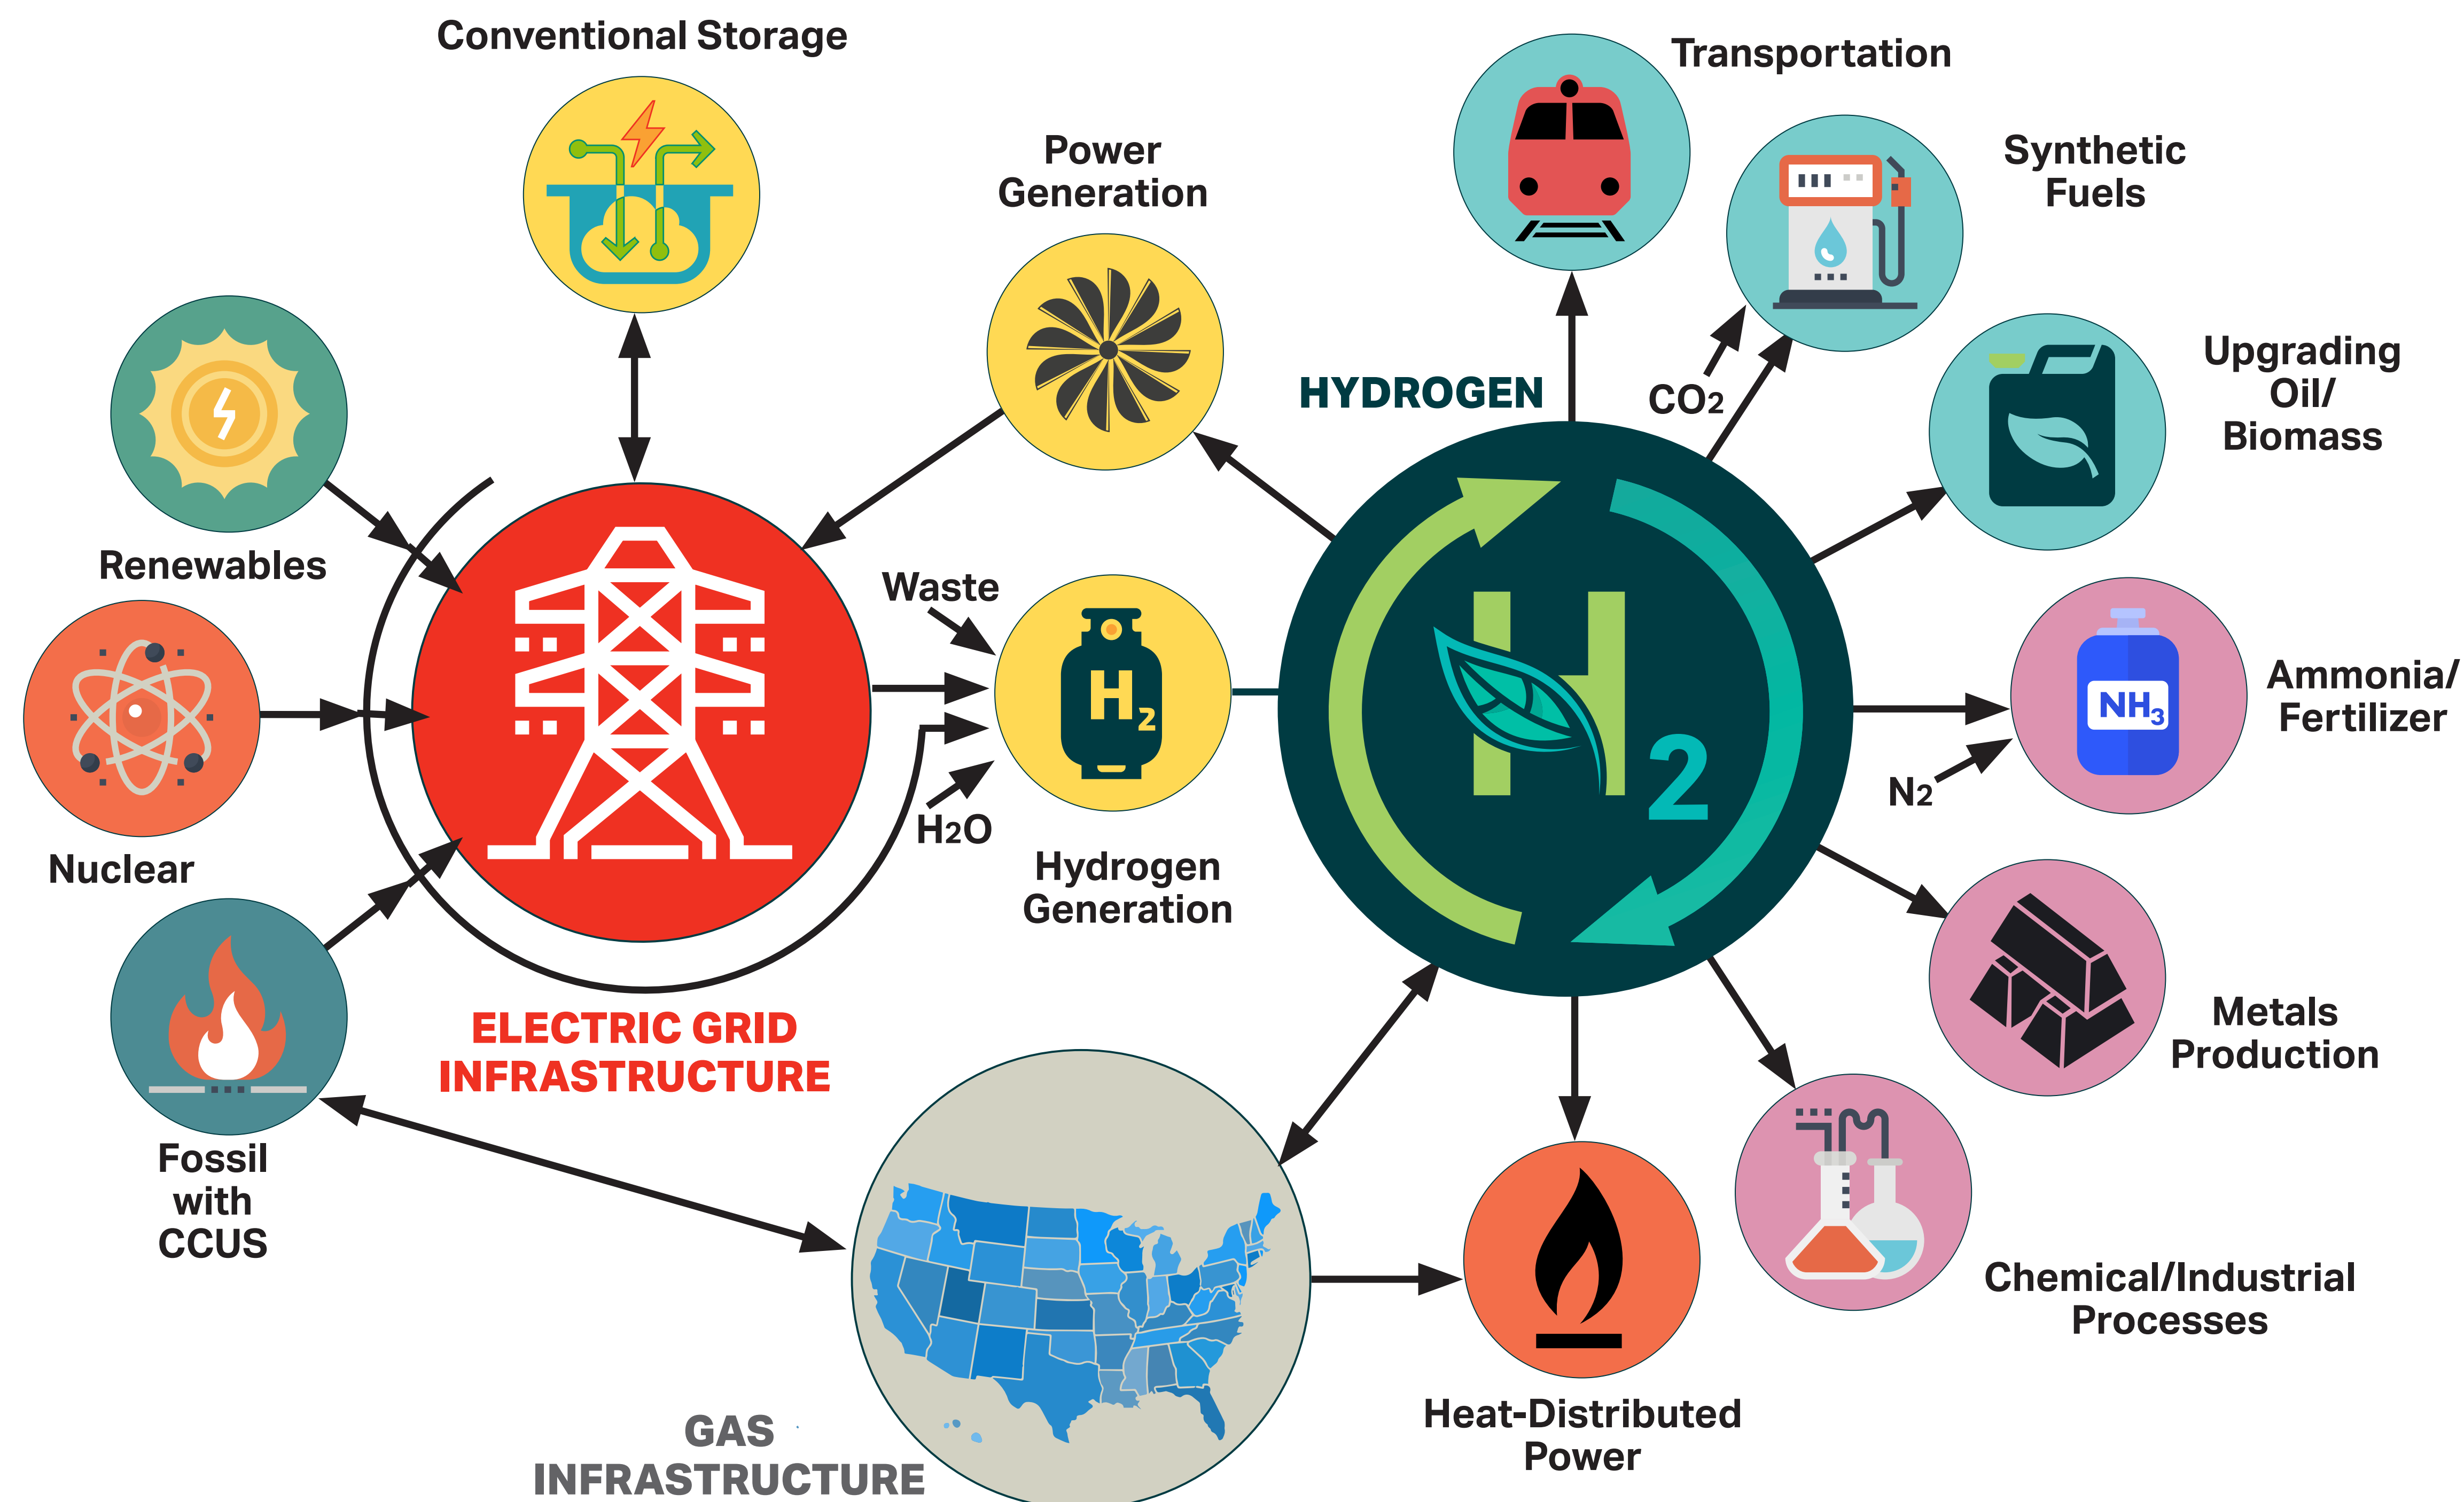 Conventional Storage
Transportation
Power
Generation
Synthetic
Fuels
Upgrading
Oil/
Biomass
HYDROGEN
CO2
Renewables
Waste
H2
H2
NH3
Ammonia/
Fertilizer
N2
H2O
Nuclear
Hydrogen
Generation
ELECTRIC GRID
INFRASTRUCTURE
Metals
Production
Fossil
with
CCUS
Chemical/Industrial
Processes
GAS
INFRASTRUCTURE
Heat-Distributed
Power